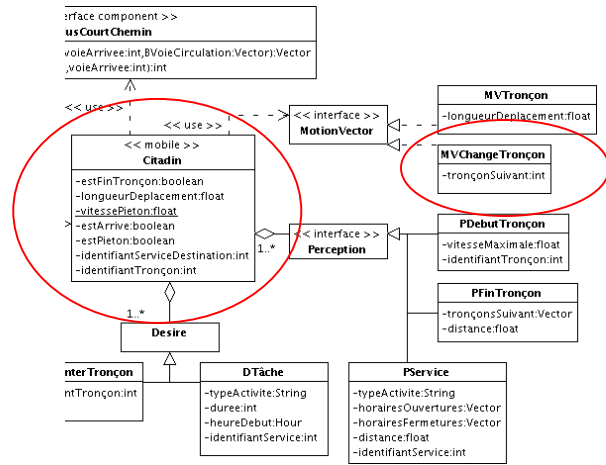 erface component >>
usCourtChemin
voieArrivee:int,BVoieCirculation:Vector):Vector
,voieArrivee:int):int
<< use >>
<< use >>
<< mobile >>
Citadin
-estFinTronçon:boolean
-longueurDeplacement:float
-vitessePieton:float
-estArrive:boolean
-estPieton:boolean
-identifiantServiceDestination:int
-identifiantTronçon:int
<< interface >>
MotionVector
MVTronçon
-longueurDeplacement:float
MVChangeTronçon
-tronçonSuivant:int
1..*
<< interface >>
Perception
PDebutTronçon
-vitesseMaximale:float
-identifiantTronçon:int
PFinTronçon
-tronçonsSuivant:Vector
-distance:float
1..*
Desire
nterTronçon
ntTronçon:int
DTâche
-typeActivite:String
-duree:int
-heureDebut:Hour
-identifiantService:int
PService
-typeActivite:String
-horairesOuvertures:Vector
-horairesFermetures:Vector
-distance:float
-identifiantService:int